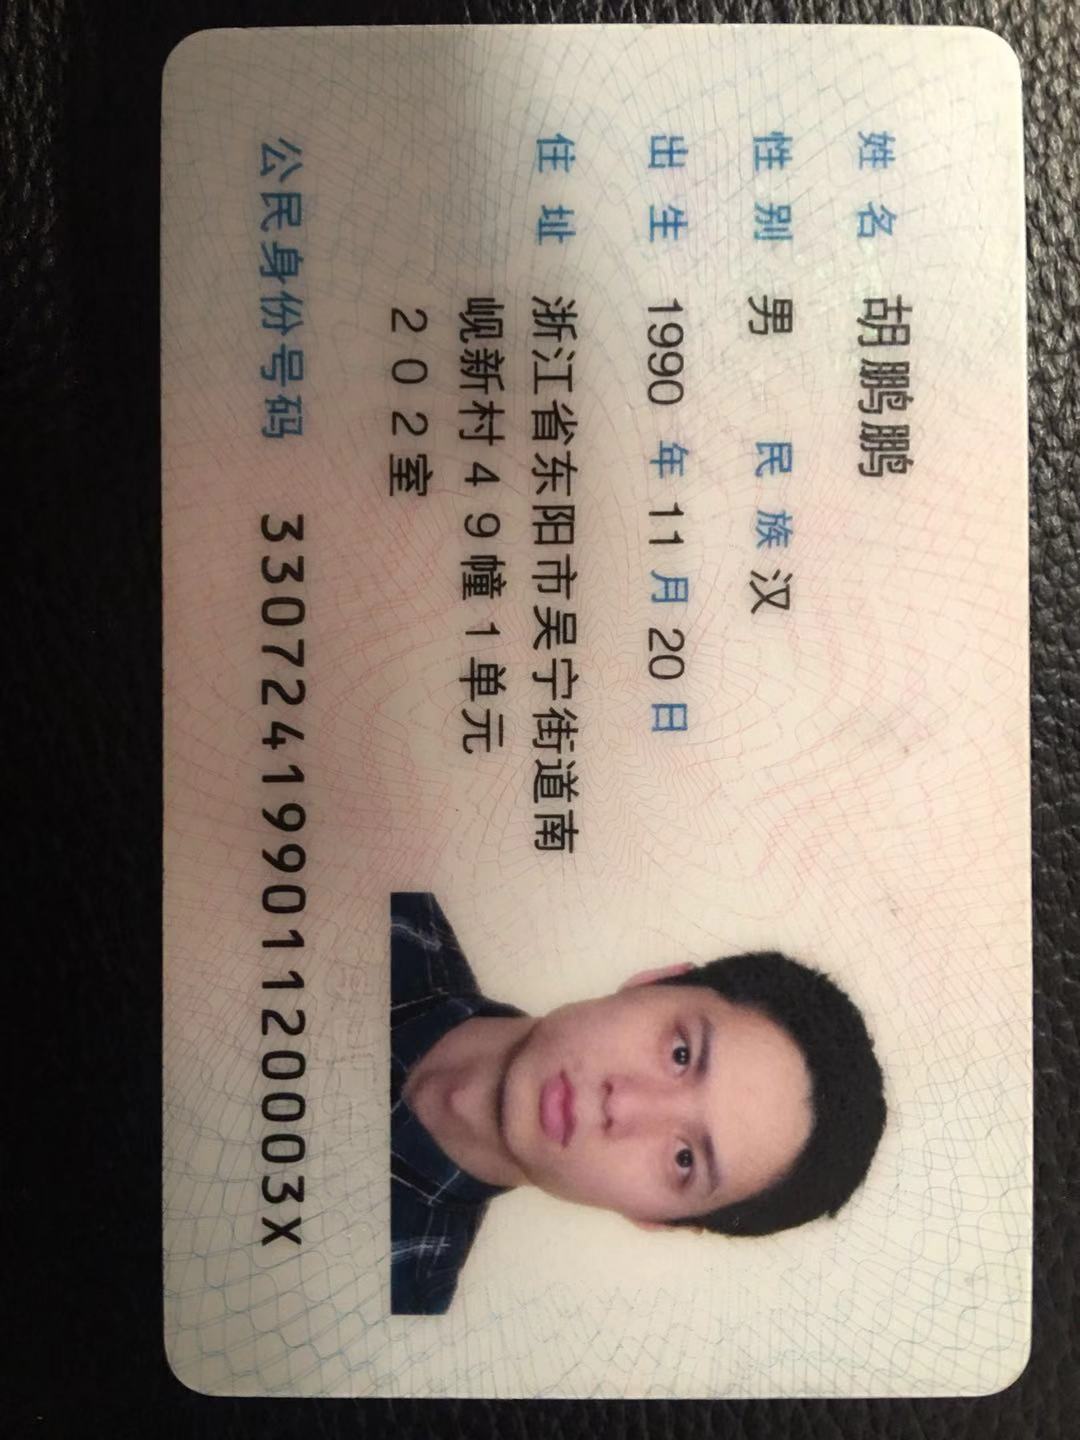 姓名 胡鹏鹏
性别 男 民族 汉
出生 1990 年 11 月 20 日
住址 浙江省东阳市吴宁街道南
岘新村49幢1单元
202室
公民身份号码 33072419901120003X